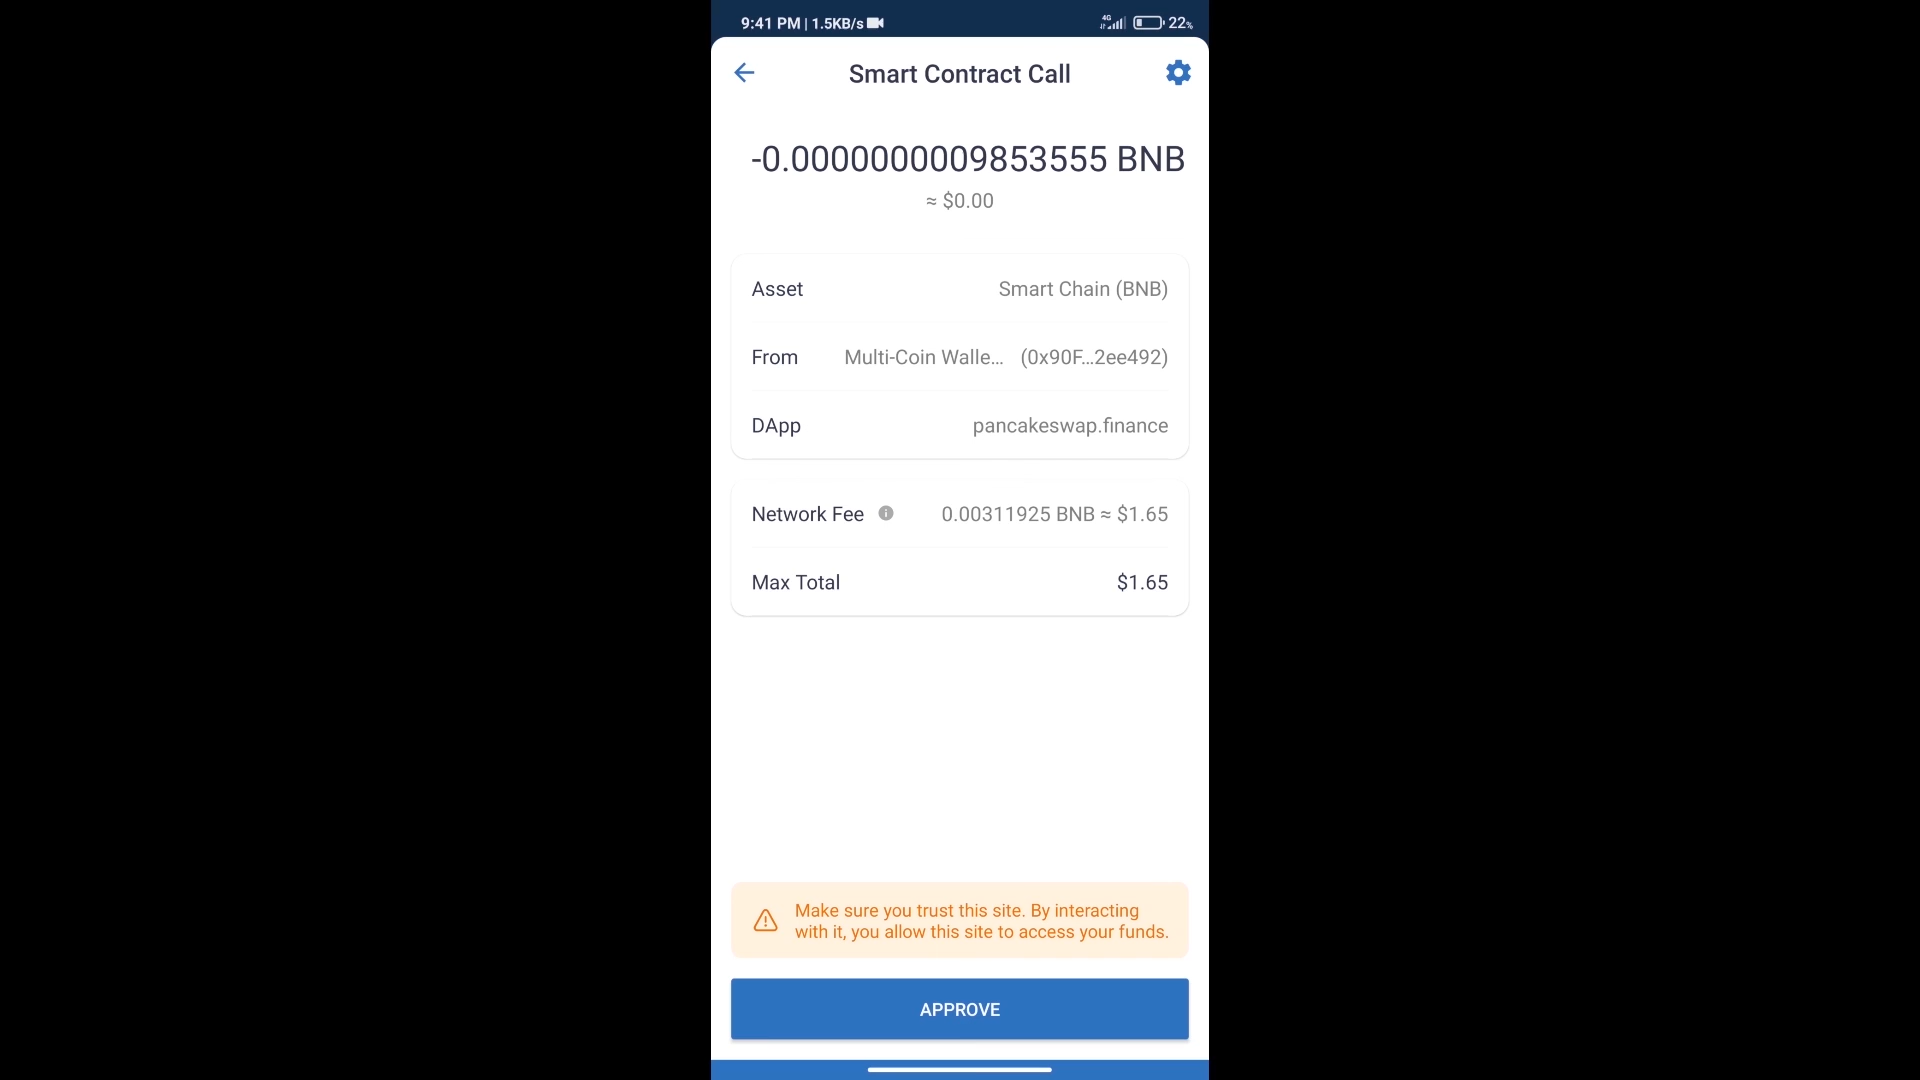 9:41 PM | 1.5KB/s 4G 22%
Smart Contract Call
-0.0000000009853555 BNB
≈ $0.00
Asset Smart Chain (BNB)
From Multi-Coin Walle... (0x90F...2ee492)
DApp pancakeswap.finance
Network Fee 0.00311925 BNB ≈ $1.65
Max Total $1.65
Make sure you trust this site. By interacting
with it, you allow this site to access your funds.
APPROVE